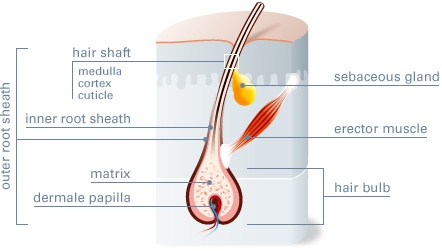 hair shaft
medulla
cortex
cuticle
sebaceous gland
outer root sheath
inner root sheath
erector muscle
matrix
hair bulb
dermale papilla